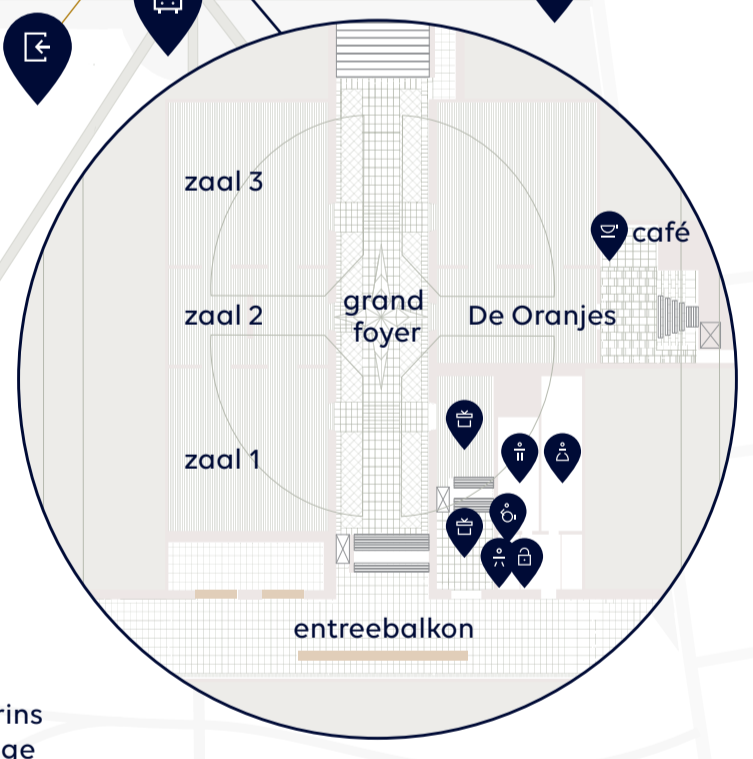 zaal 3
café
zaal 2
grand
foyer
De Oranjes
zaal 1
entreebalkon